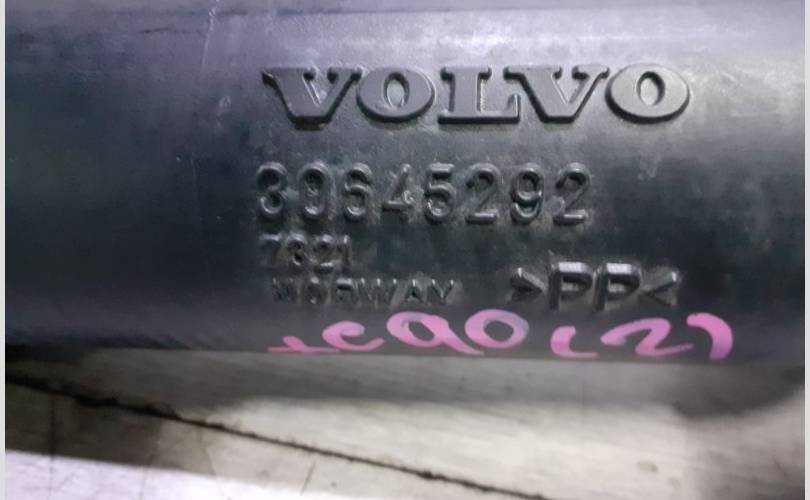 VOLVO
30645292
7321
NORWAY >PP<
xc90 (2)